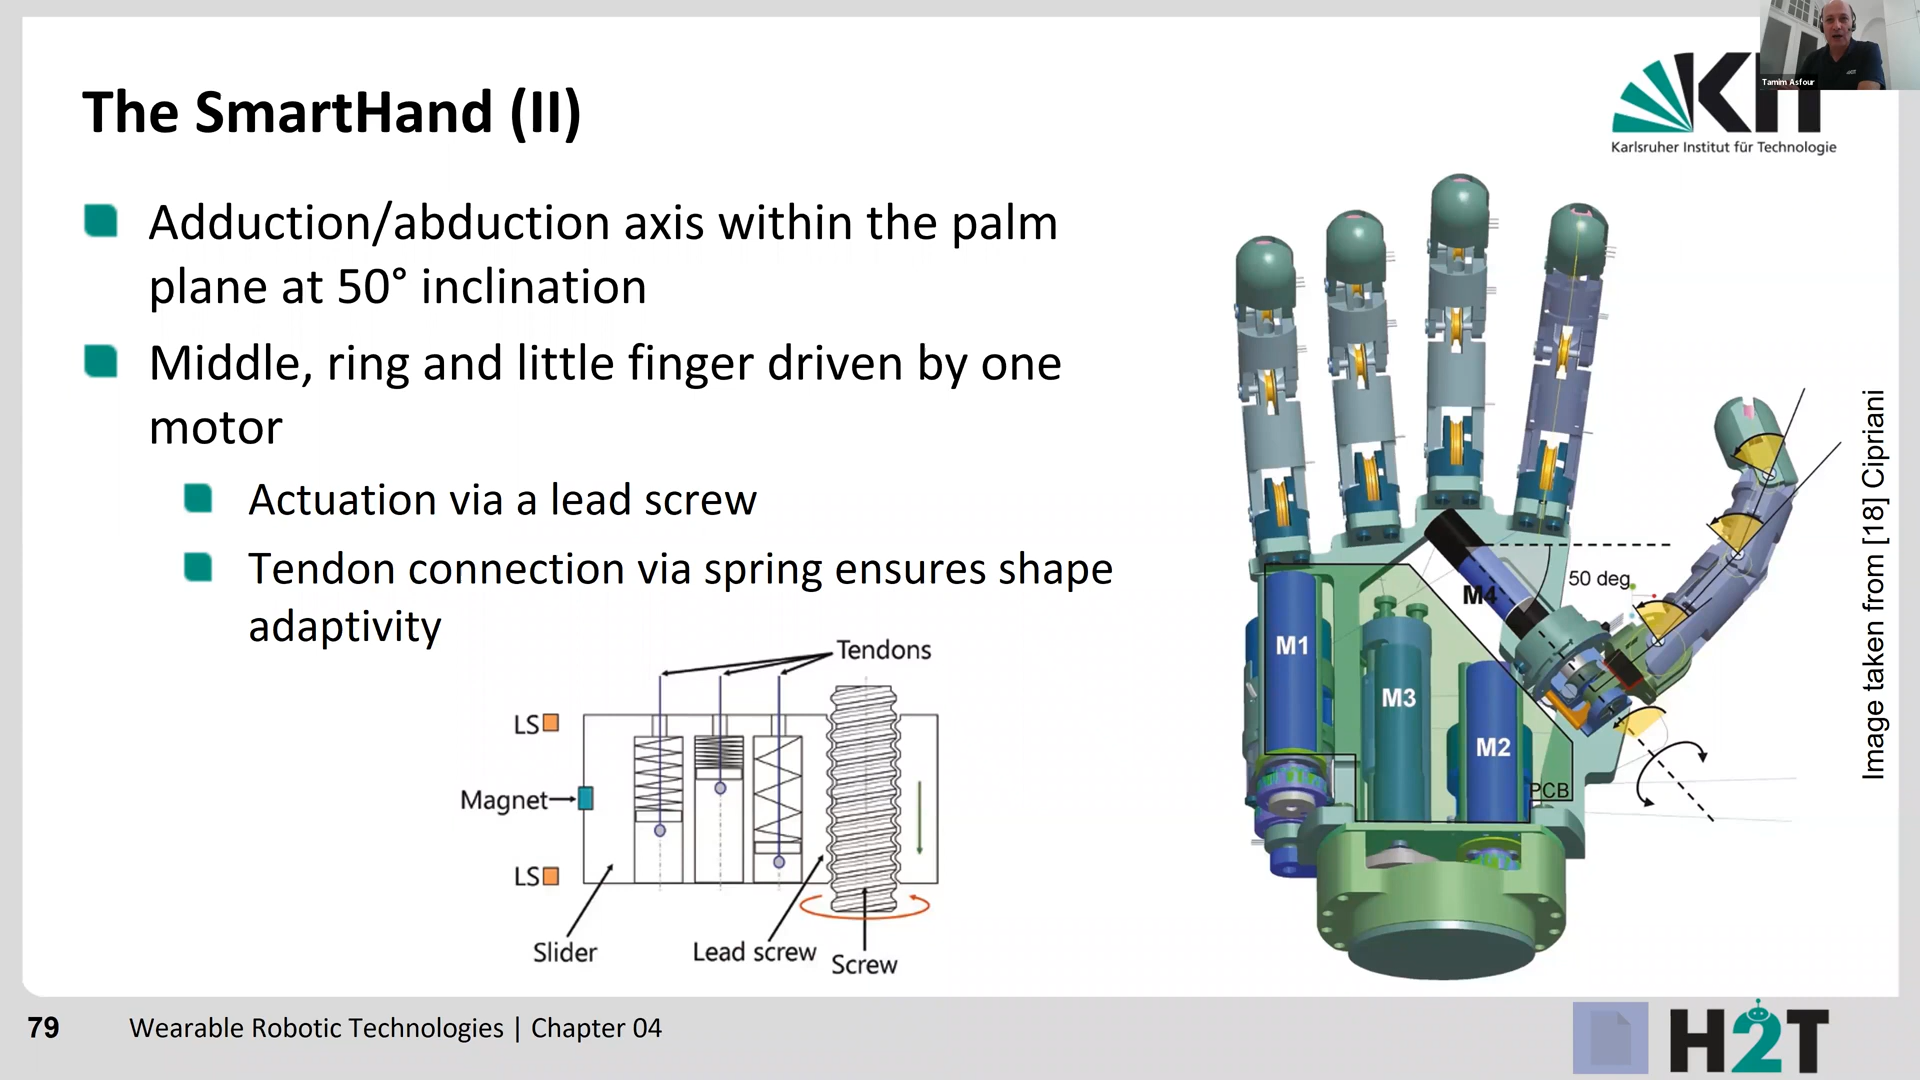 Tamim Asfour
KIT
Karlsruher Institut für Technologie
The SmartHand (II)
Adduction/abduction axis within the palm
plane at 50° inclination
Middle, ring and little finger driven by one
motor
Actuation via a lead screw
Tendon connection via spring ensures shape
adaptivity
Tendons
LS
Magnet
LS
Slider
Lead screw
Screw
50 deg.
M4
M1
M3
M2
PCB
Image taken from [18] Cipriani
79
Wearable Robotic Technologies | Chapter 04
H2T